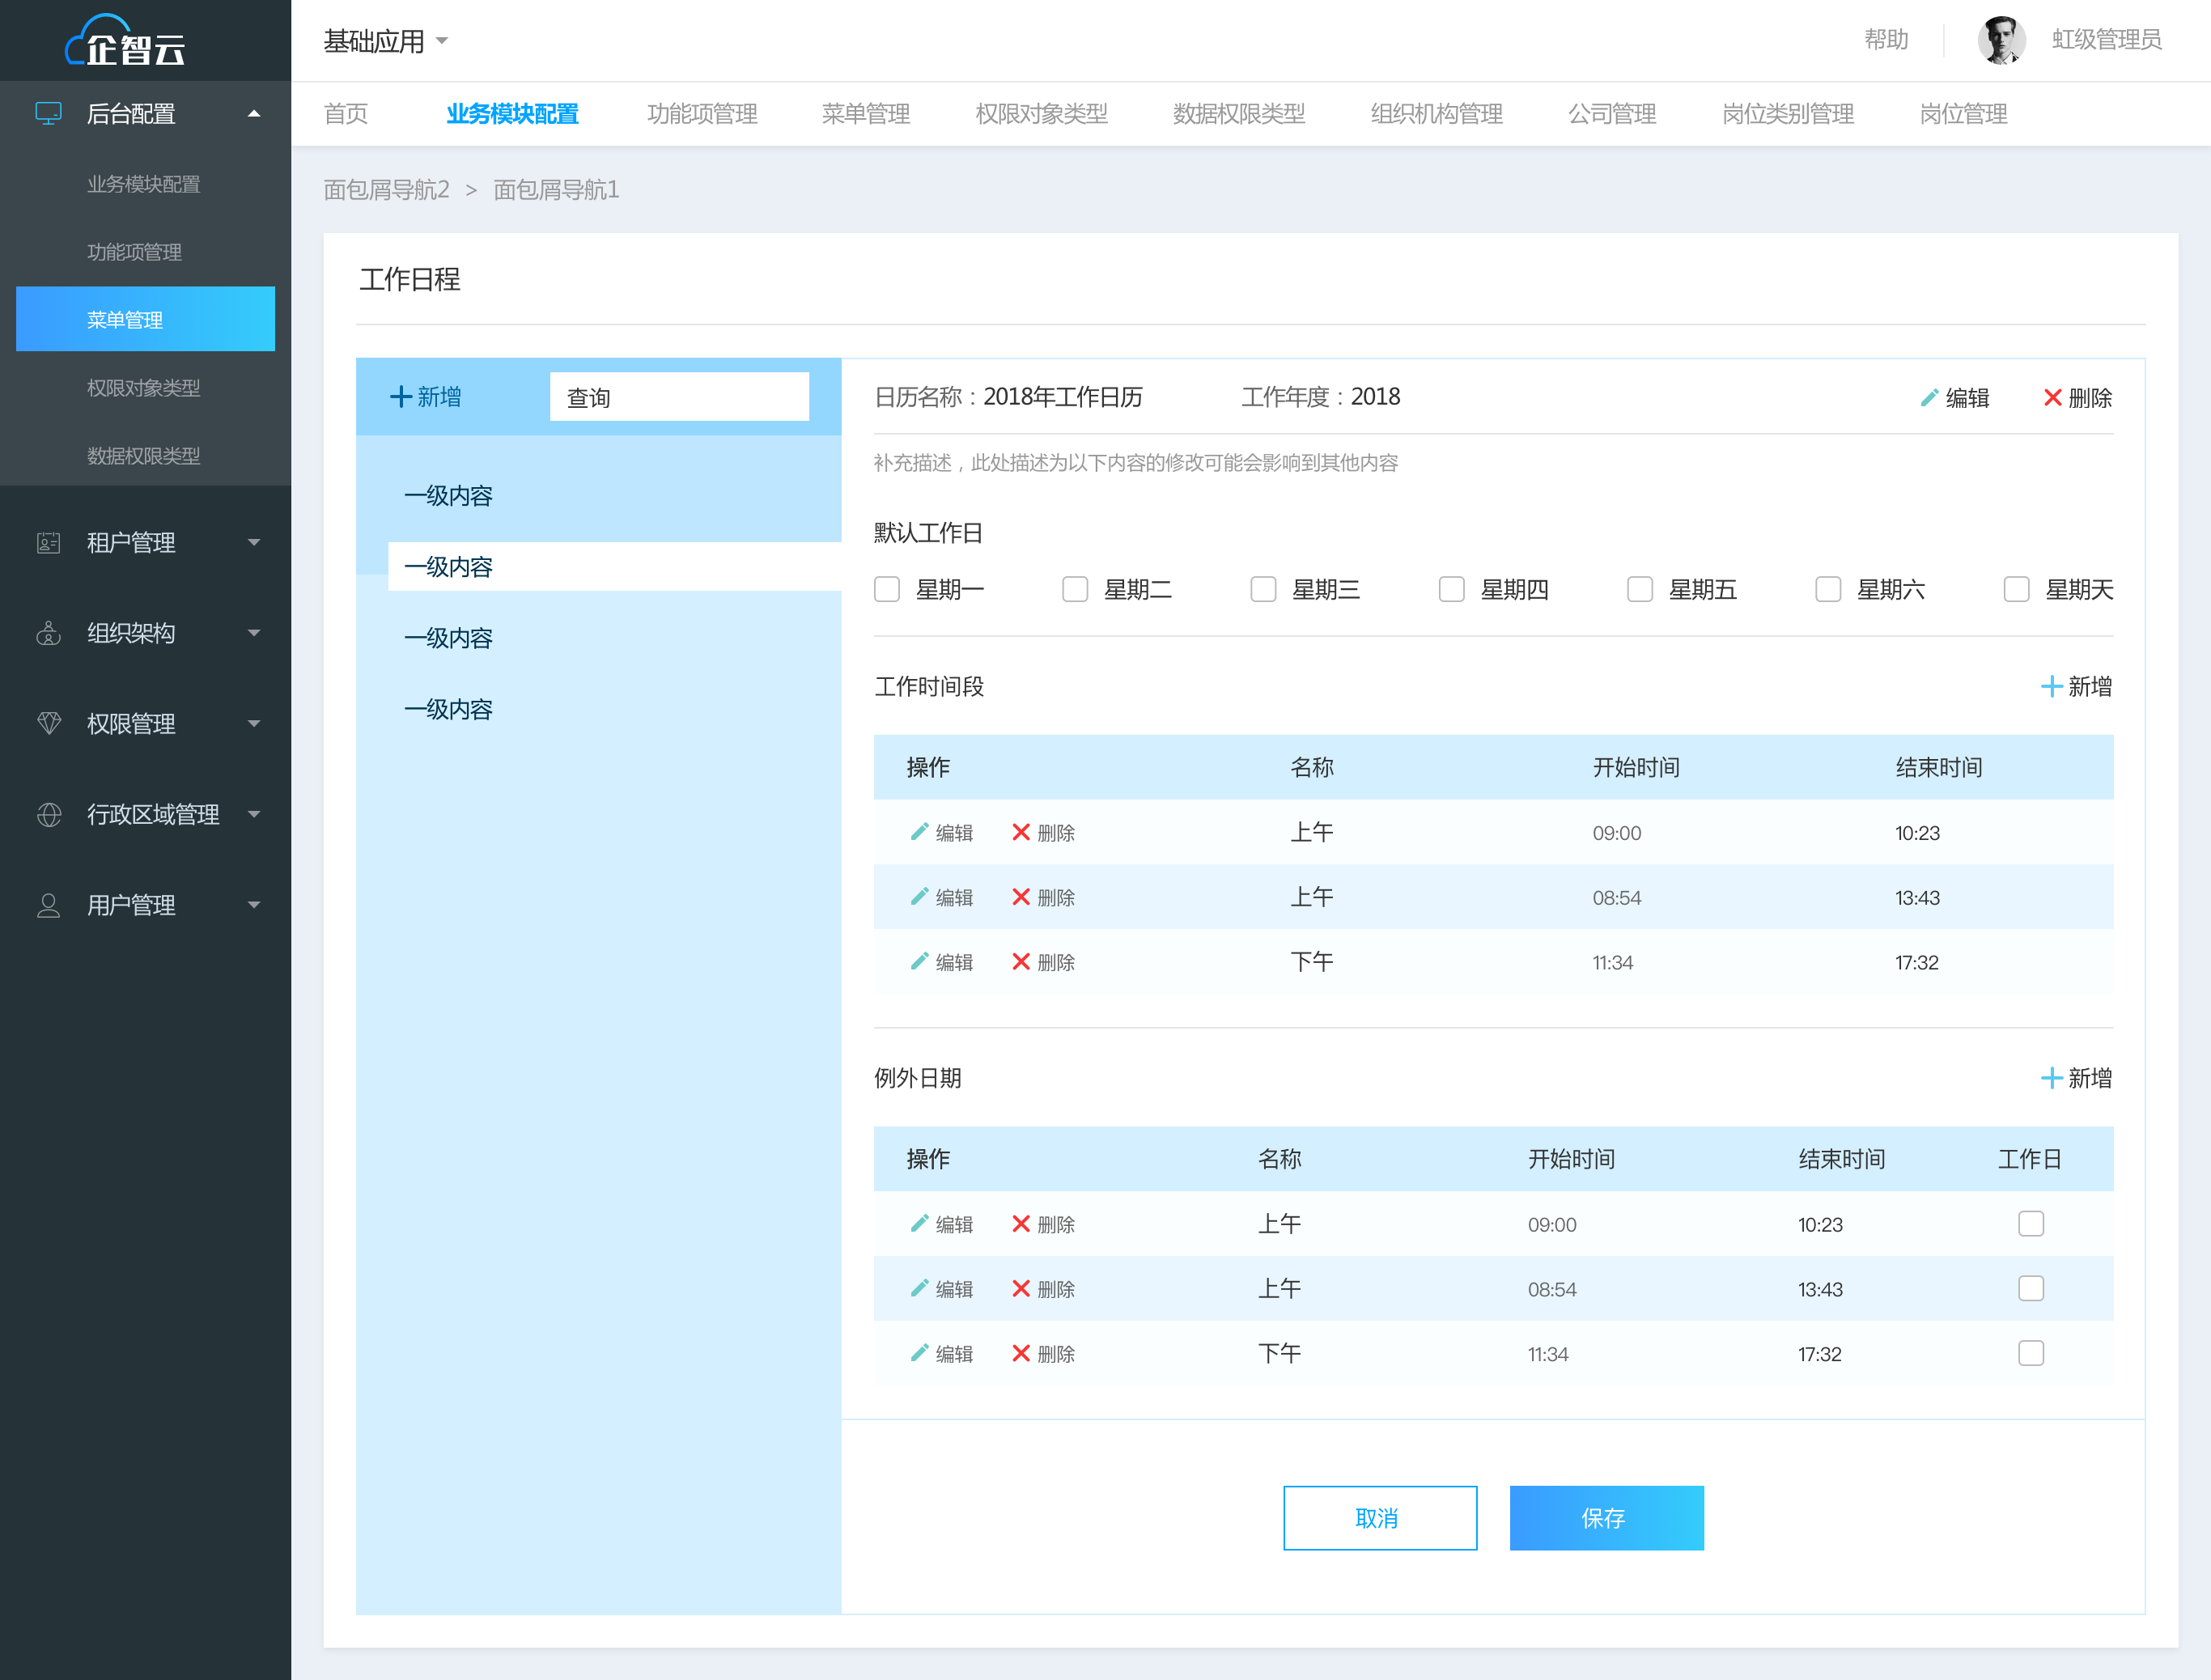 企智云
基础应用
帮助
虹级管理员
后台配置
业务模块配置
功能项管理
菜单管理
权限对象类型
数据权限类型
租户管理
组织架构
权限管理
行政区域管理
用户管理
首页 业务模块配置 功能项管理 菜单管理 权限对象类型 数据权限类型 组织机构管理 公司管理 岗位类别管理 岗位管理
面包屑导航2 > 面包屑导航1
工作日程
新增 查询
一级内容
一级内容
一级内容
一级内容
日历名称：2018年工作日历 工作年度：2018 编辑 删除
补充描述，此处描述为以下内容的修改可能会影响到其他内容
默认工作日
星期一 星期二 星期三 星期四 星期五 星期六 星期天
工作时间段 新增
操作 名称 开始时间 结束时间
编辑 删除 上午 09:00 10:23
编辑 删除 上午 08:54 13:43
编辑 删除 下午 11:34 17:32
例外日期 新增
操作 名称 开始时间 结束时间 工作日
编辑 删除 上午 09:00 10:23
编辑 删除 上午 08:54 13:43
编辑 删除 下午 11:34 17:32
取消 保存